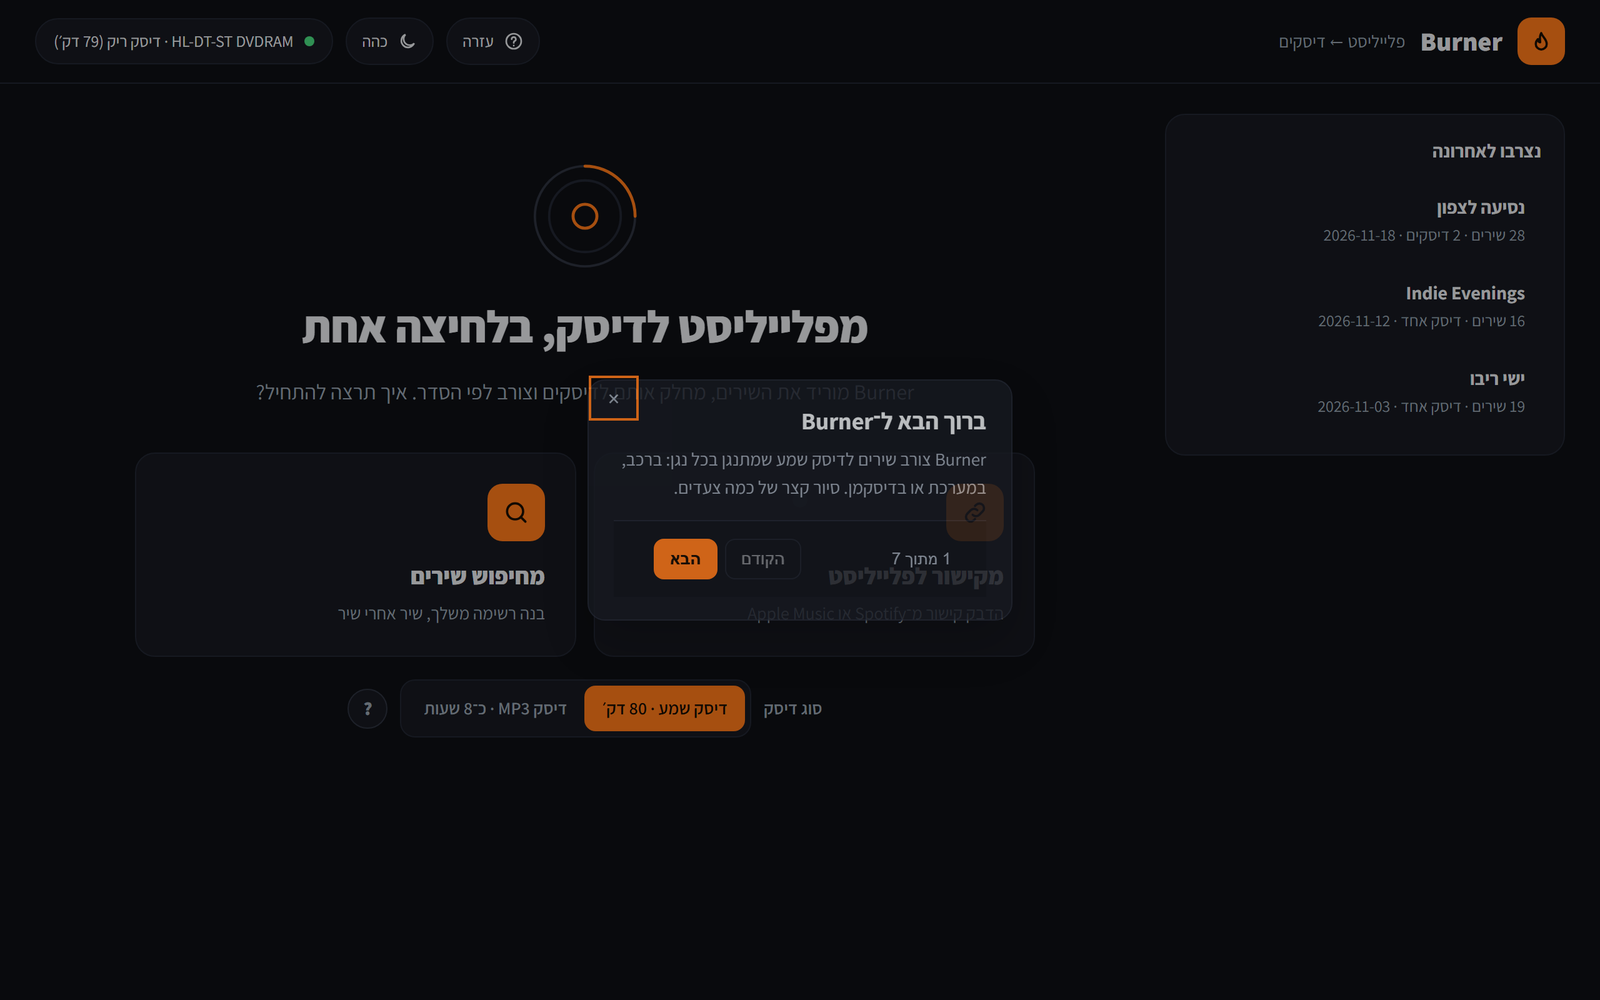 Burner
פלייליסט ← דיסקים
עזרה
כהה
HL-DT-ST DVDRAM · דיסק ריק (79 דק׳)
נצרבו לאחרונה
נסיעה לצפון
28 שירים · 2 דיסקים · 2026-11-18
Indie Evenings
16 שירים · דיסק אחד · 2026-11-12
ישי ריבו
19 שירים · דיסק אחד · 2026-11-03
מפלייליסט לדיסק, בלחיצה אחת
Burner מוריד את השירים, מחלק אותם לדיסקים וצורב לפי הסדר. איך תרצה להתחיל?
×
ברוך הבא ל־Burner
Burner צורב שירים לדיסק שמע שמתנגן בכל נגן: ברכב,
במערכת או בדיסקמן. סיור קצר של כמה צעדים.
1 מתוך 7
הקודם
הבא
מקישור לפלייליסט
הדבק קישור מ־Spotify או Apple Music
מחיפוש שירים
בנה רשימה משלך, שיר אחרי שיר
סוג דיסק
דיסק שמע · 80 דק׳
דיסק MP3 · כ־8 שעות
?